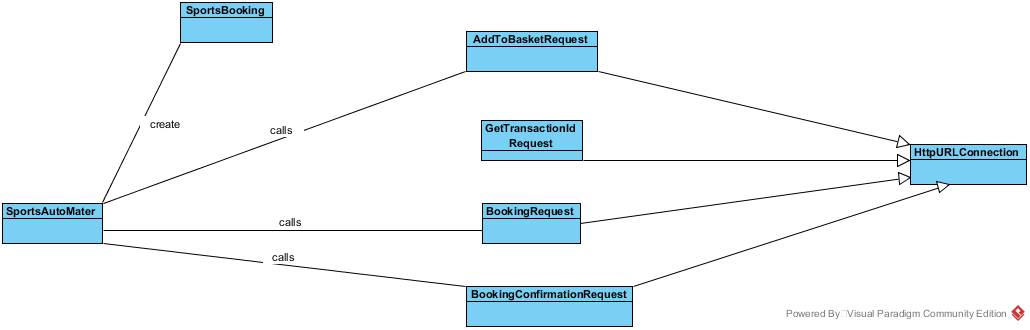 SportsBooking
AddToBasketRequest
create
calls
GetTransactionId
Request
HttpURLConnection
SportsAutoMater
calls
BookingRequest
calls
BookingConfirmationRequest
Powered By Visual Paradigm Community Edition